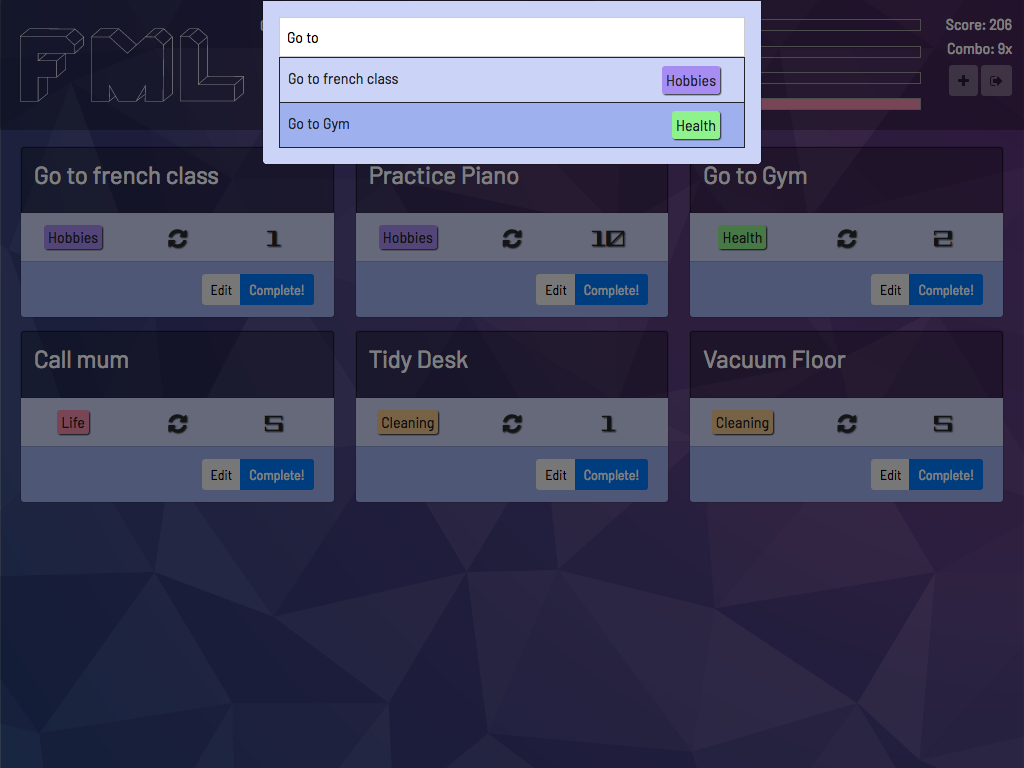 FML
Go to
Go to french class Hobbies
Go to Gym Health
Score: 206
Combo: 9x
Go to french class
Hobbies 1
Edit Complete!
Practice Piano
Hobbies 10
Edit Complete!
Go to Gym
Health 2
Edit Complete!
Call mum
Life 5
Edit Complete!
Tidy Desk
Cleaning 1
Edit Complete!
Vacuum Floor
Cleaning 5
Edit Complete!